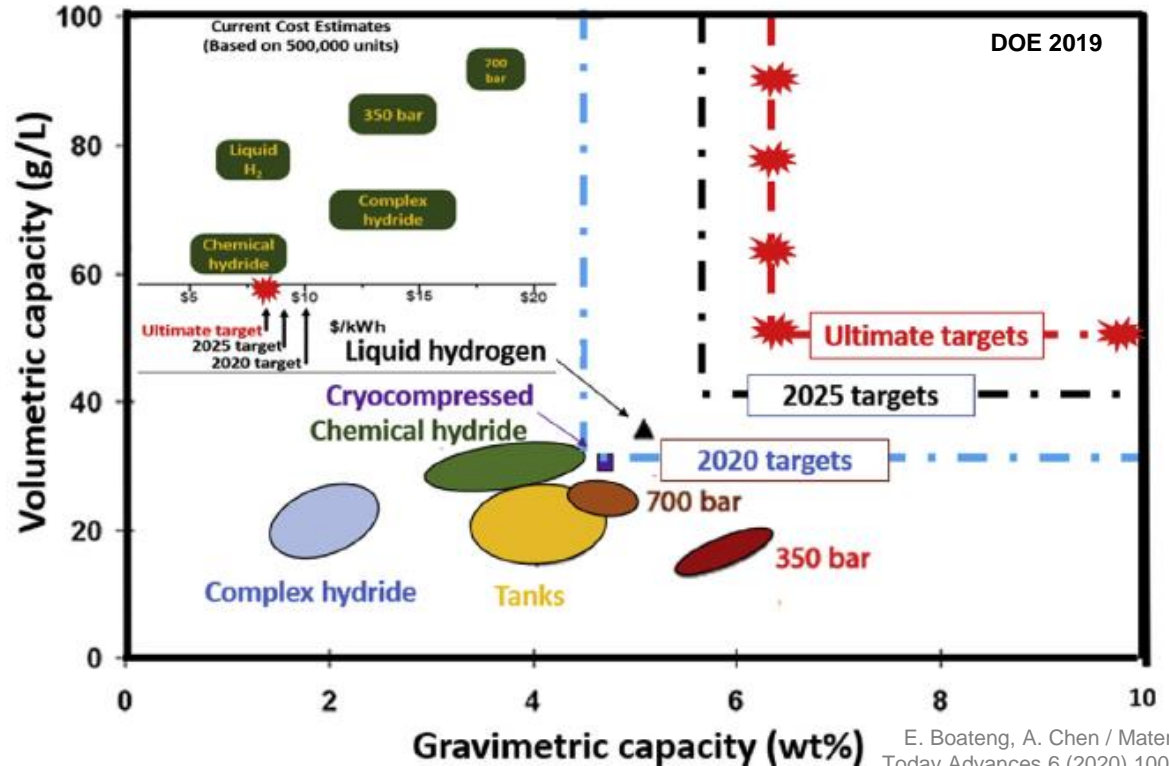 100
80
60
40
20
0
Volumetric capacity (g/L)
Current Cost Estimates
(Based on 500,000 units)
DOE 2019
700
bar
350 bar
Liquid
H₂
Complex
hydride
Chemical
hydride
$5
$10
$15
$20
$/kWh
Ultimate target
2025 target
2020 target
Liquid hydrogen
Cryocompressed
Chemical hydride
Ultimate targets
2025 targets
2020 targets
700 bar
350 bar
Complex hydride
Tanks
0
2
4
6
8
10
Gravimetric capacity (wt%)
E. Boateng, A. Chen / Mater
Today Advances 6 (2020) 100